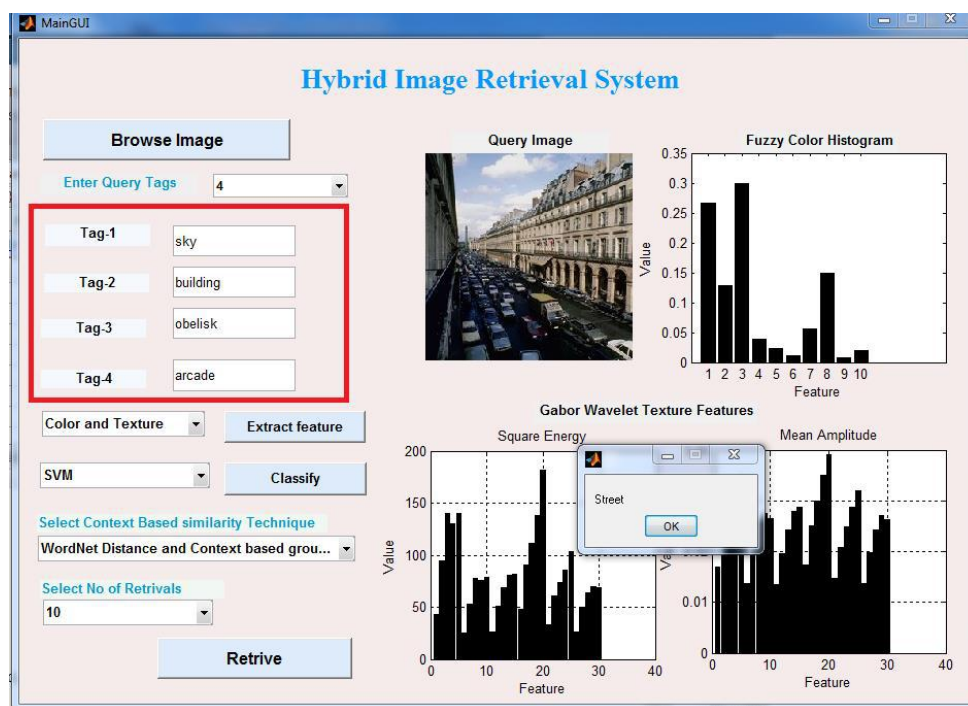 MainGUI
Hybrid Image Retrieval System
Browse Image
Enter Query Tags
4
Tag-1
sky
Tag-2
building
Tag-3
obelisk
Tag-4
arcade
Color and Texture
Extract feature
SVM
Classify
Select Context Based similarity Technique
WordNet Distance and Context based grou...
Select No of Retrivals
10
Retrive
Query Image
Fuzzy Color Histogram
0.35
0.3
0.25
0.2
0.15
0.1
0.05
0
Value
1 2 3 4 5 6 7 8 9 10
Feature
Gabor Wavelet Texture Features
Square Energy
200
150
100
50
0
Value
0 10 20 30 40
Feature
Mean Amplitude
0.01
0
0 10 20 30 40
Feature
Street
OK